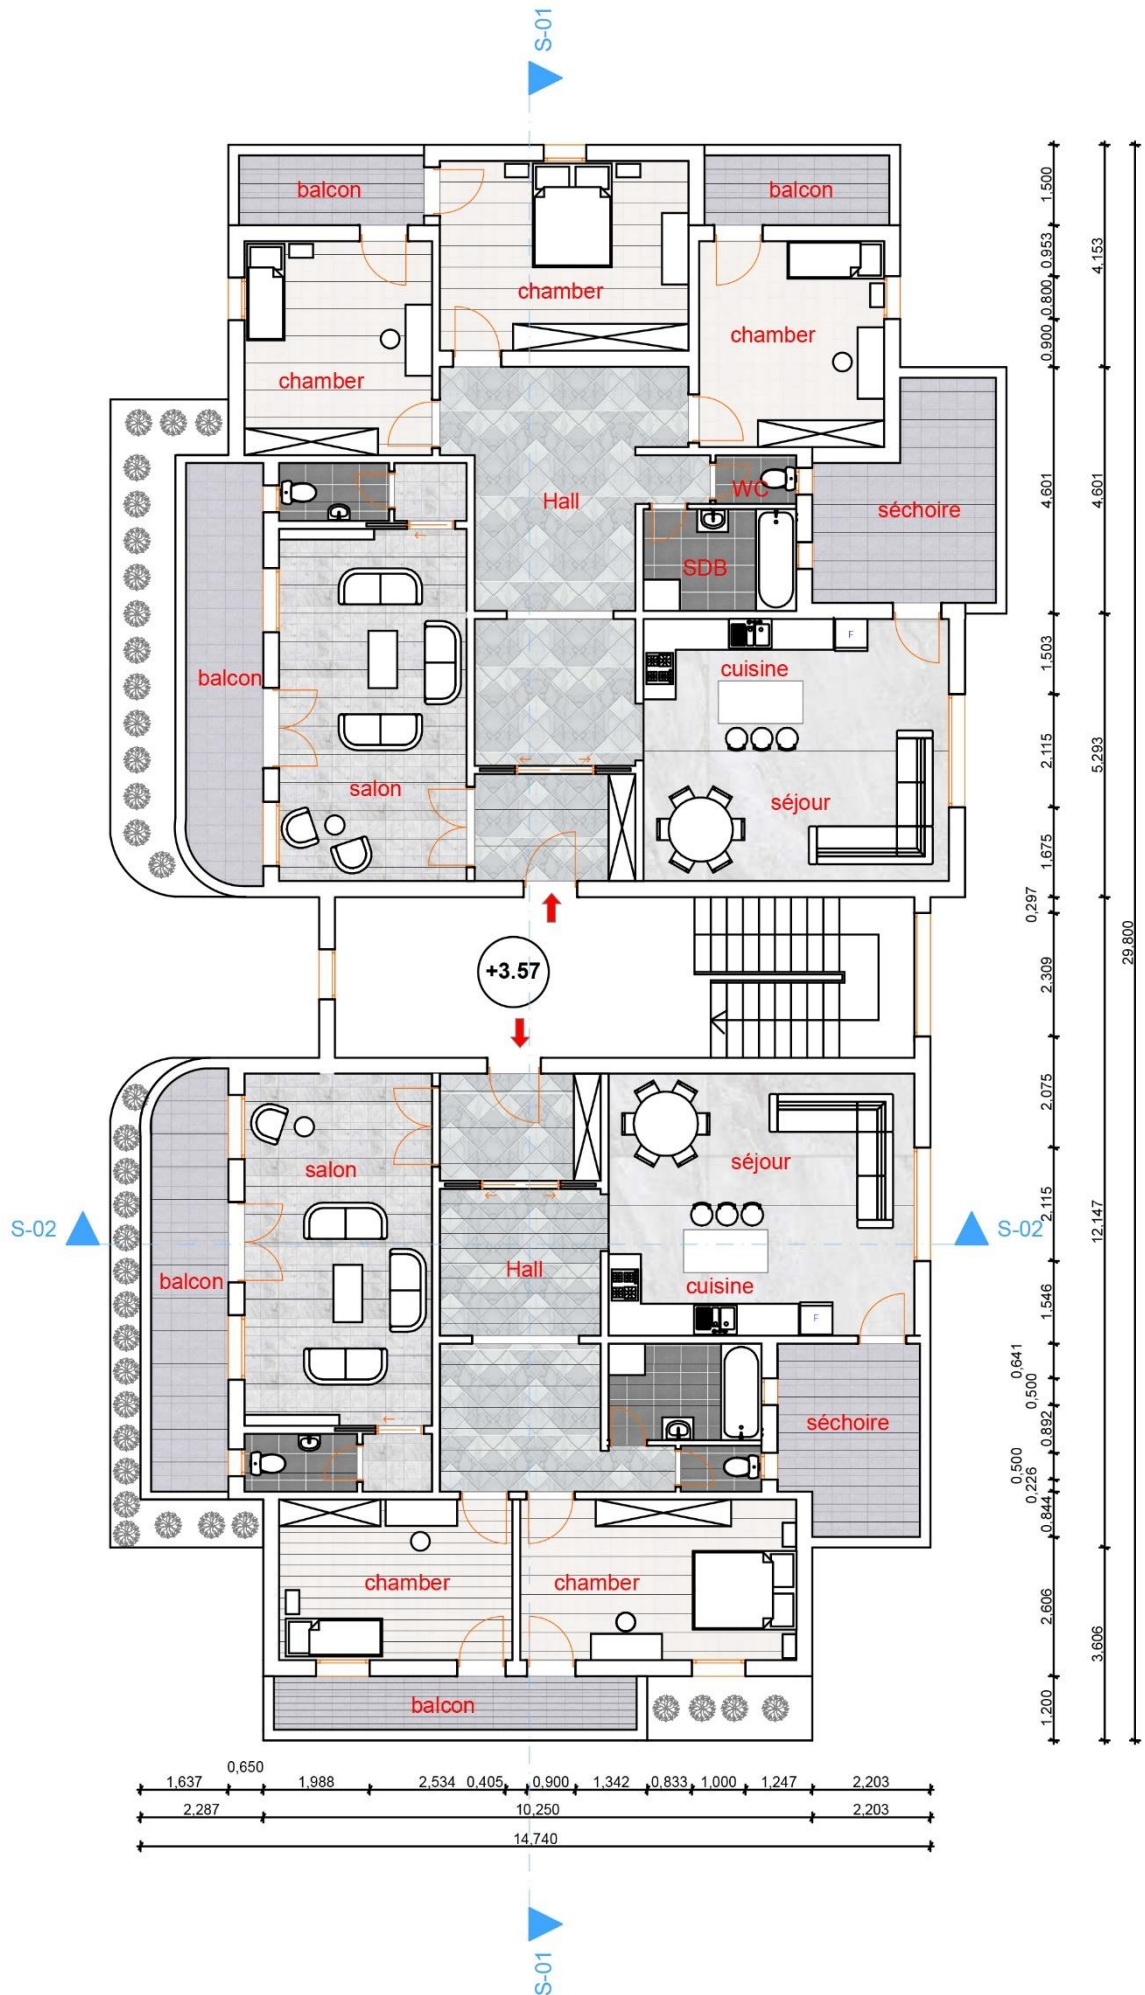 S-01
balcon
balcon
chamber
chamber
chamber
Hall
WC
séchoire
SDB
cuisine
F
balcon
salon
séjour
+3.57
salon
séjour
S-02
S-02
balcon
Hall
cuisine
F
séchoire
chamber
chamber
balcon
1,500
0,953
0,800
0,900
4,601
1,503
2,115
1,675
0,297
2,309
2,075
2,115
1,546
0,641
0,500
0,892
0,500
0,226
0,844
2,606
1,200
4,153
4,601
5,293
12,147
3,606
29,800
0,650
1,637
1,988
2,534
0,405
0,900
1,342
0,833
1,000
1,247
2,203
2,287
10,250
2,203
14,740
S-01